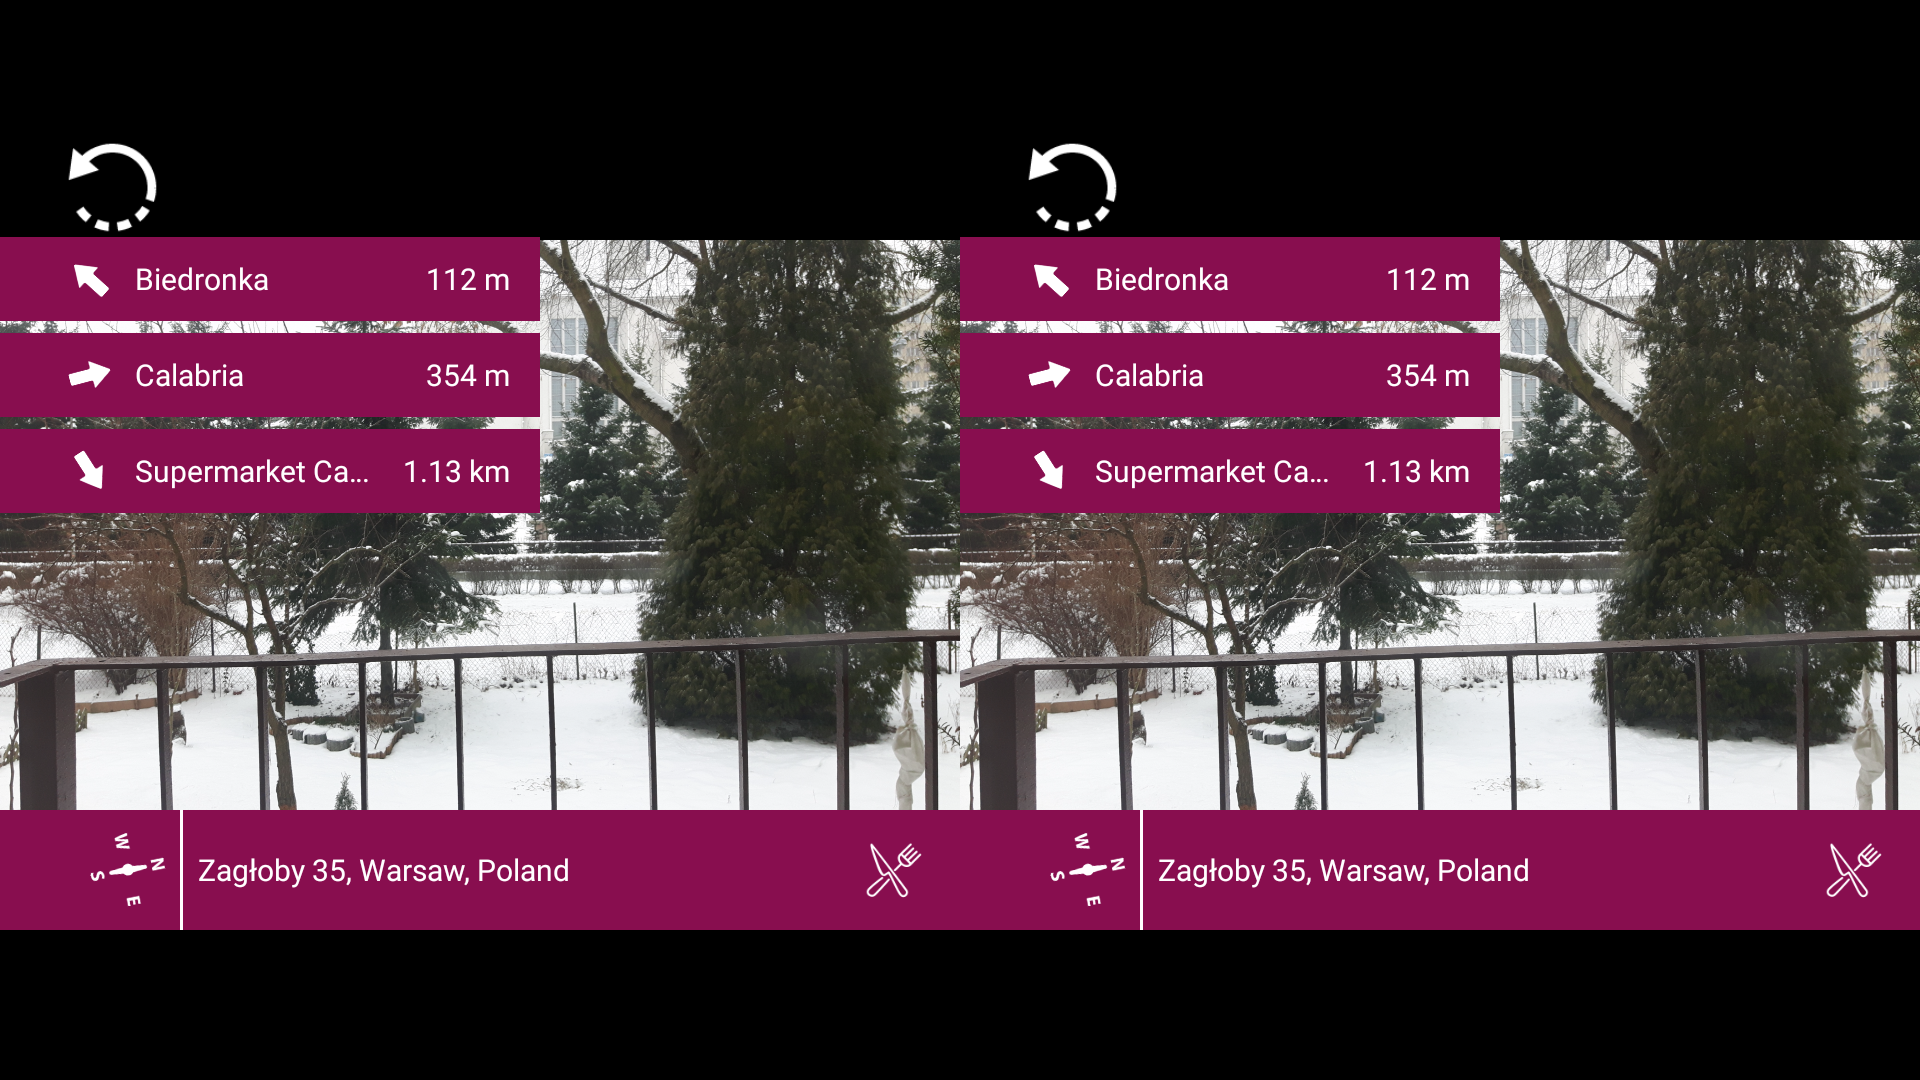 Biedronka 112 m
Calabria 354 m
Supermarket Ca... 1.13 km
W
N
S
E
Zagłoby 35, Warsaw, Poland
Biedronka 112 m
Calabria 354 m
Supermarket Ca... 1.13 km
W
N
S
E
Zagłoby 35, Warsaw, Poland